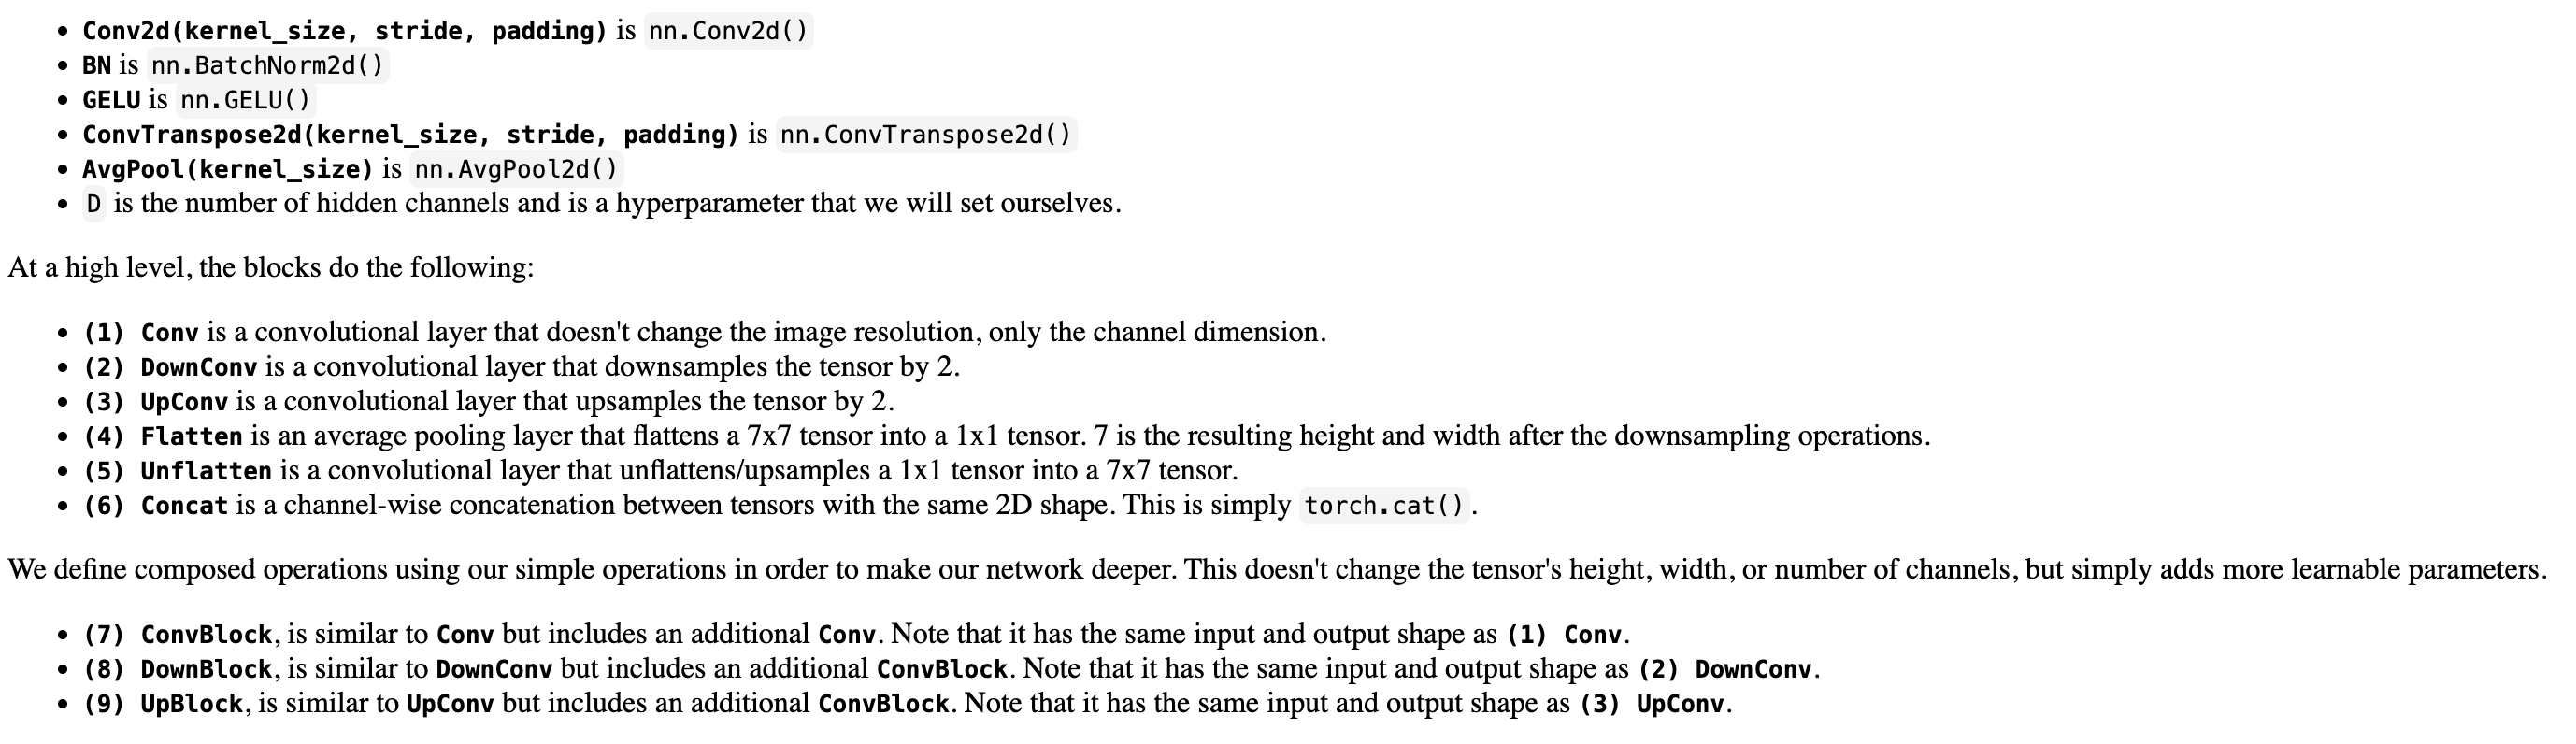 • Conv2d(kernel_size, stride, padding) is nn.Conv2d()
• BN is nn.BatchNorm2d()
• GELU is nn.GELU()
• ConvTranspose2d(kernel_size, stride, padding) is nn.ConvTranspose2d()
• AvgPool(kernel_size) is nn.AvgPool2d()
• D is the number of hidden channels and is a hyperparameter that we will set ourselves.
At a high level, the blocks do the following:
• (1) Conv is a convolutional layer that doesn't change the image resolution, only the channel dimension.
• (2) DownConv is a convolutional layer that downsamples the tensor by 2.
• (3) UpConv is a convolutional layer that upsamples the tensor by 2.
• (4) Flatten is an average pooling layer that flattens a 7x7 tensor into a 1x1 tensor. 7 is the resulting height and width after the downsampling operations.
• (5) Unflatten is a convolutional layer that unflattens/upsamples a 1x1 tensor into a 7x7 tensor.
• (6) Concat is a channel-wise concatenation between tensors with the same 2D shape. This is simply torch.cat().
We define composed operations using our simple operations in order to make our network deeper. This doesn't change the tensor's height, width, or number of channels, but simply adds more learnable parameters.
• (7) ConvBlock, is similar to Conv but includes an additional Conv. Note that it has the same input and output shape as (1) Conv.
• (8) DownBlock, is similar to DownConv but includes an additional ConvBlock. Note that it has the same input and output shape as (2) DownConv.
• (9) UpBlock, is similar to UpConv but includes an additional ConvBlock. Note that it has the same input and output shape as (3) UpConv.